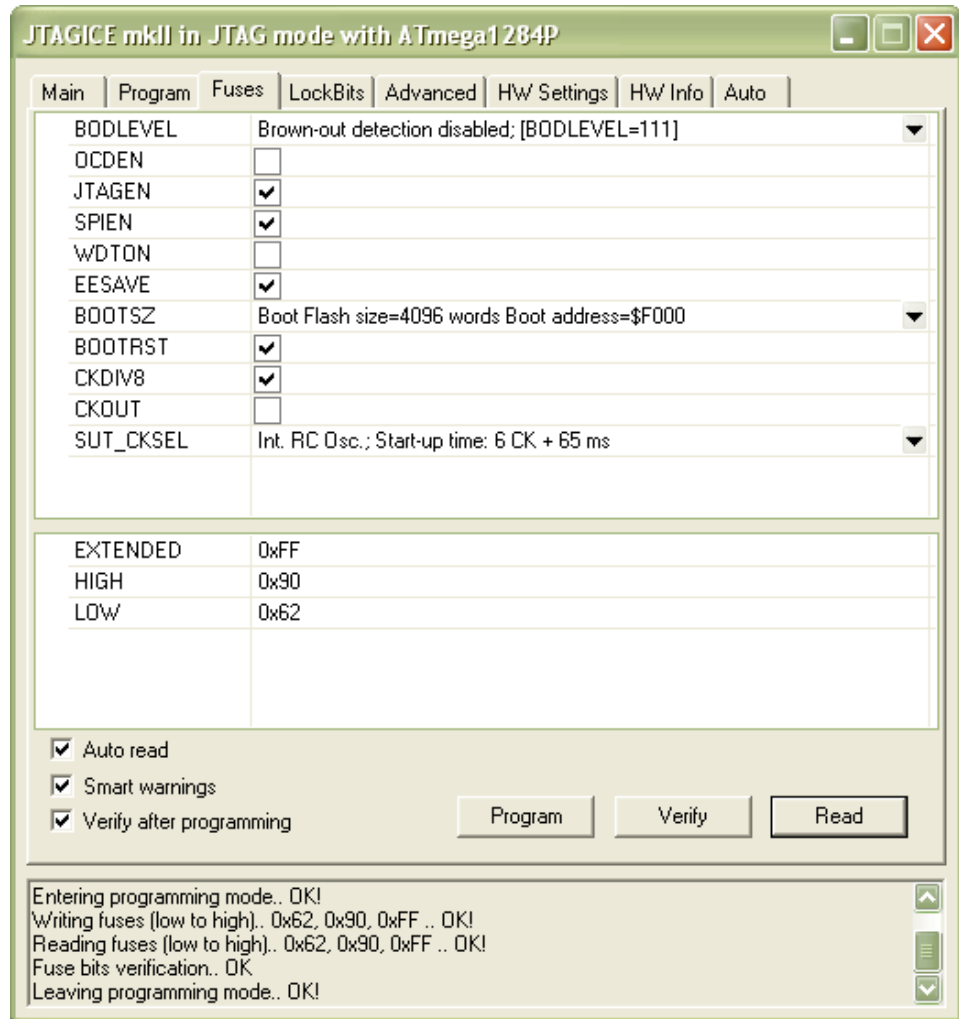 JTAGICE mkII in JTAG mode with ATmega1284P
Main Program Fuses LockBits Advanced HW Settings HW Info Auto
BODLEVEL Brown-out detection disabled; [BODLEVEL=111]
OCDEN
JTAGEN
SPIEN
WDTON
EESAVE
BOOTSZ Boot Flash size=4096 words Boot address=$F000
BOOTRST
CKDIV8
CKOUT
SUT_CKSEL Int. RC Osc.; Start-up time: 6 CK + 65 ms
EXTENDED 0xFF
HIGH 0x90
LOW 0x62
Auto read
Smart warnings
Verify after programming
Program Verify Read
Entering programming mode.. OK!
Writing fuses (low to high).. 0x62, 0x90, 0xFF .. OK!
Reading fuses (low to high).. 0x62, 0x90, 0xFF .. OK!
Fuse bits verification.. OK
Leaving programming mode.. OK!